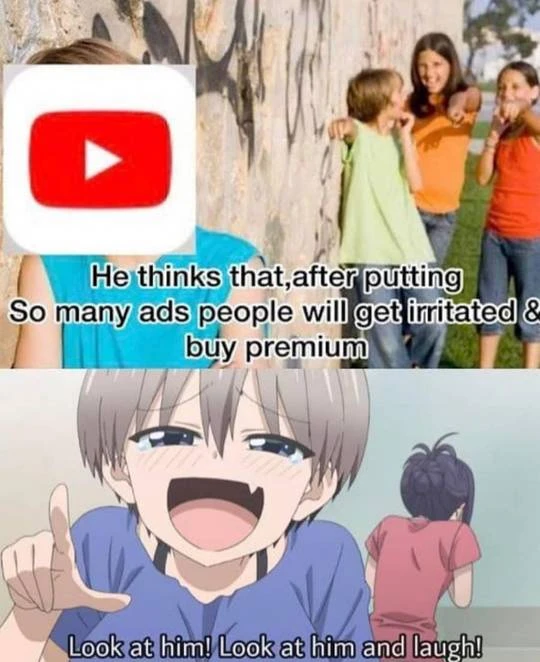 He thinks that,after putting
So many ads people will get irritated &
buy premium
Look at him! Look at him and laugh!